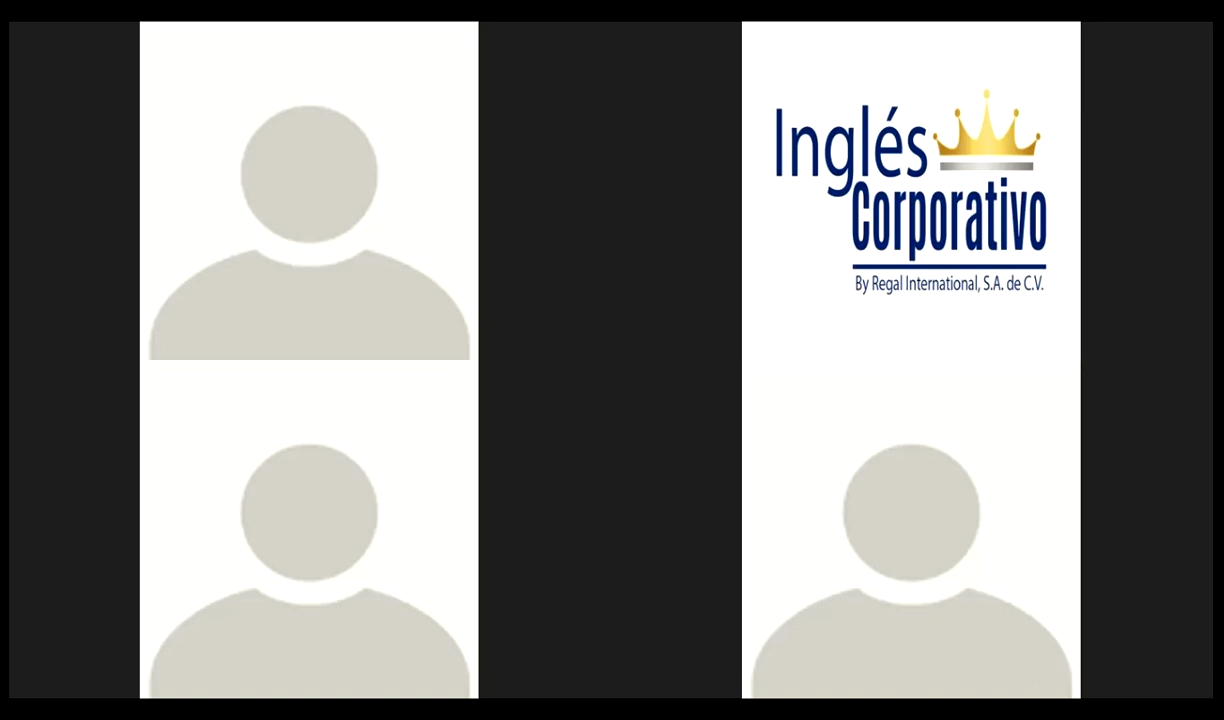 Inglés
Corporativo
By Regal International, S.A. de C.V.